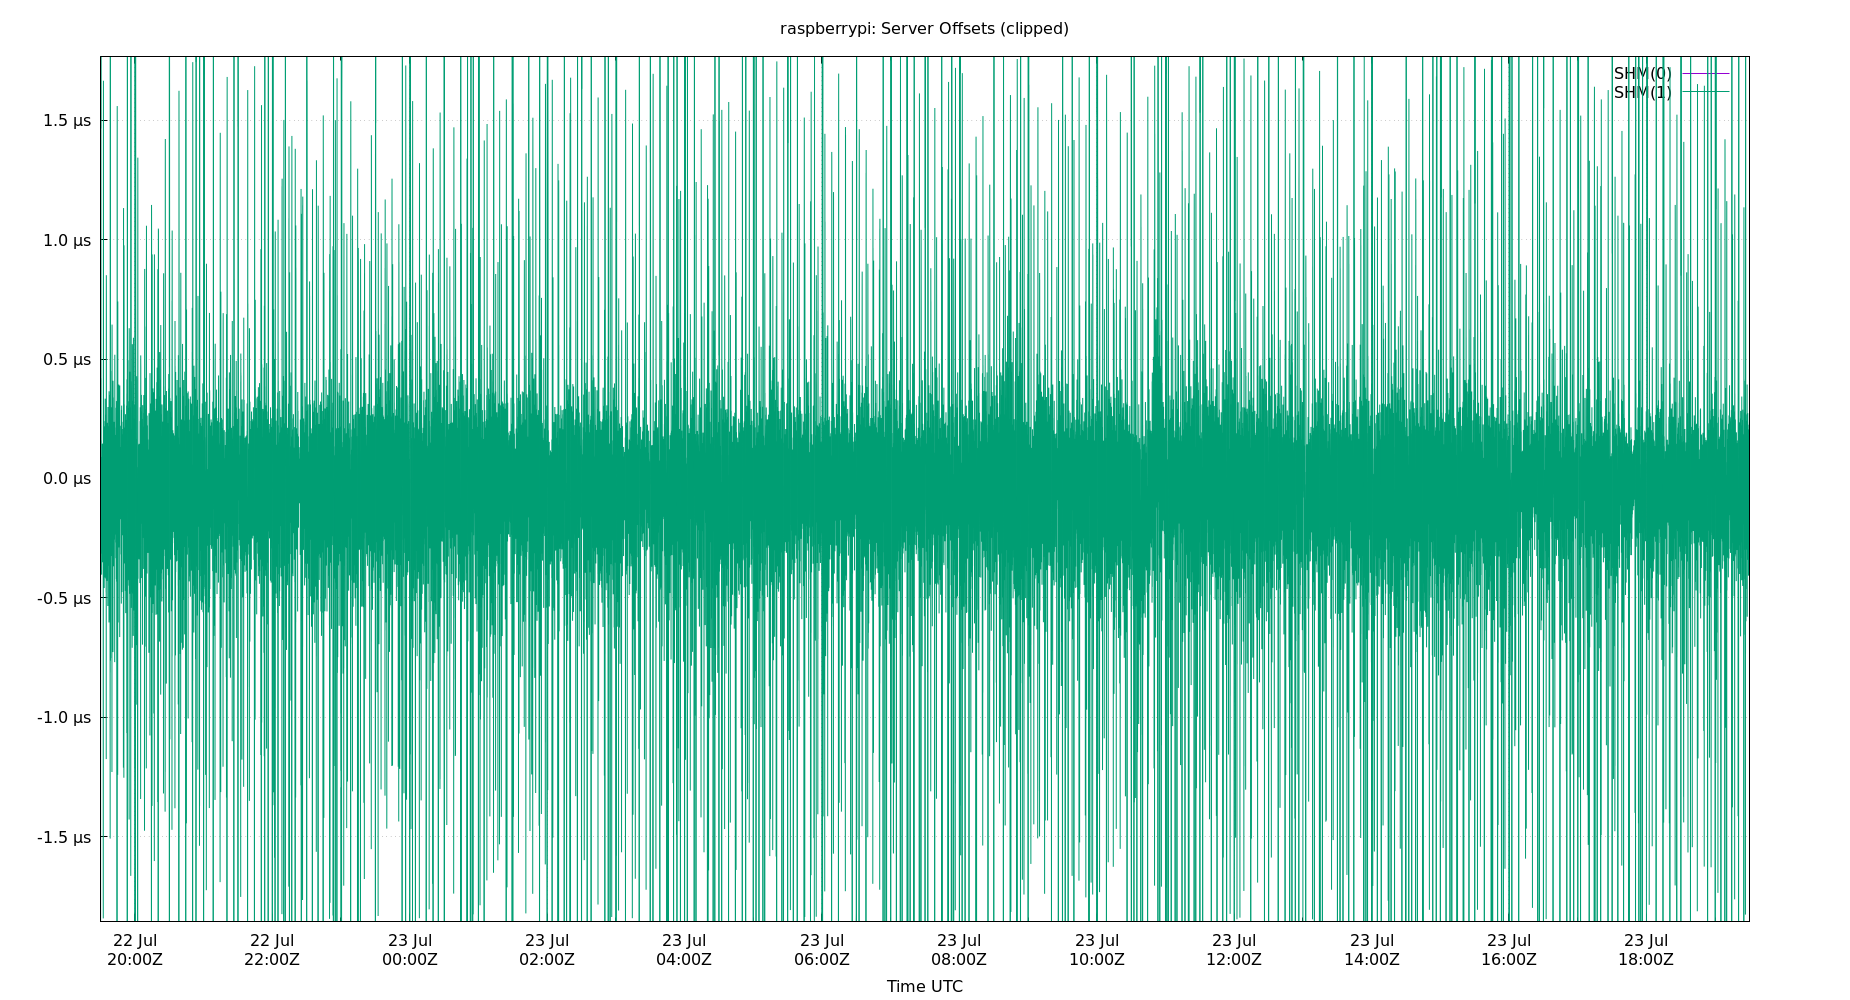 raspberrypi: Server Offsets (clipped)
SHM(0)
SHM(1)
1.5 µs
1.0 µs
0.5 µs
0.0 µs
-0.5 µs
-1.0 µs
-1.5 µs
22 Jul 22 Jul 23 Jul 23 Jul 23 Jul 23 Jul 23 Jul 23 Jul 23 Jul 23 Jul 23 Jul 23 Jul
20:00Z 22:00Z 00:00Z 02:00Z 04:00Z 06:00Z 08:00Z 10:00Z 12:00Z 14:00Z 16:00Z 18:00Z
Time UTC